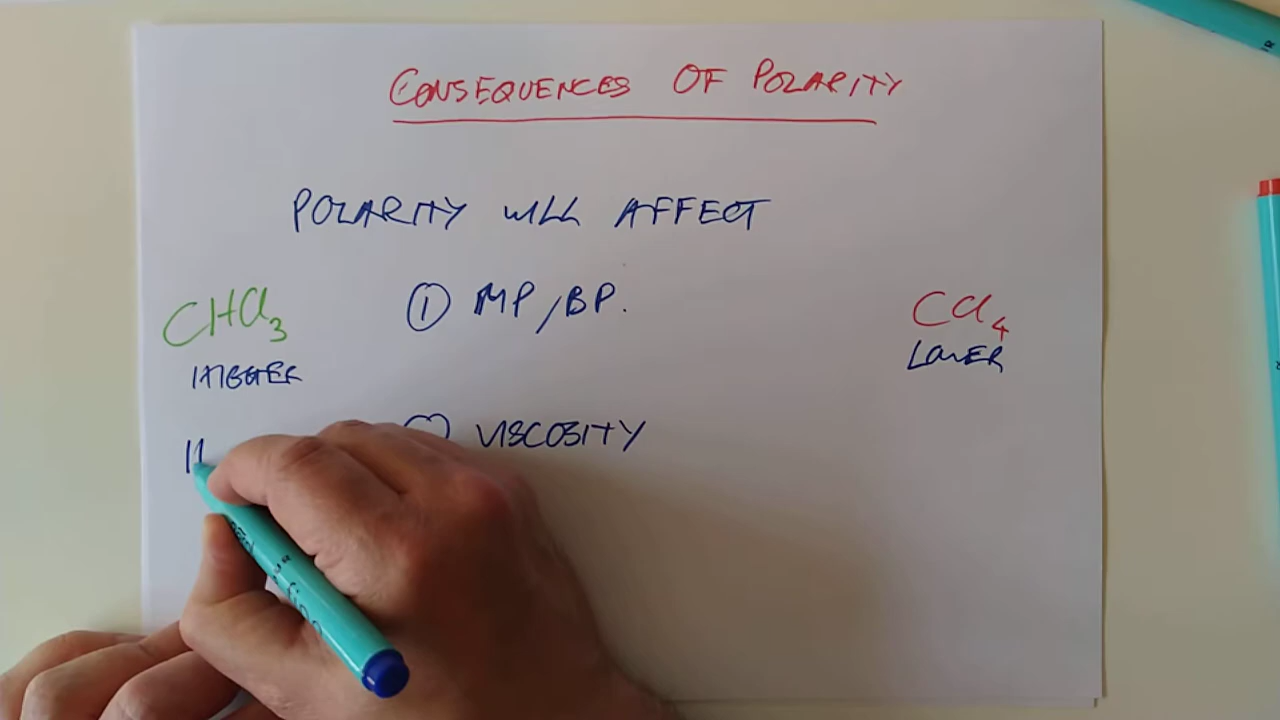 CONSEQUENCES OF POLARITY
POLARITY WILL AFFECT
CHCl3
① MP/BP.
CCl4
HIGHER
LOWER
VISCOSITY